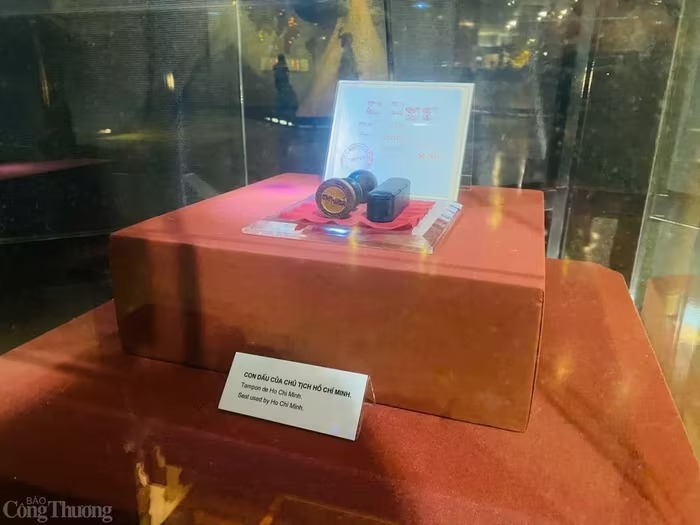 CON DẤU CỦA CHỦ TỊCH HỒ CHÍ MINH.
Tampon de Ho Chi Minh.
Seal used by Ho Chi Minh.
BÁO
Công Thương